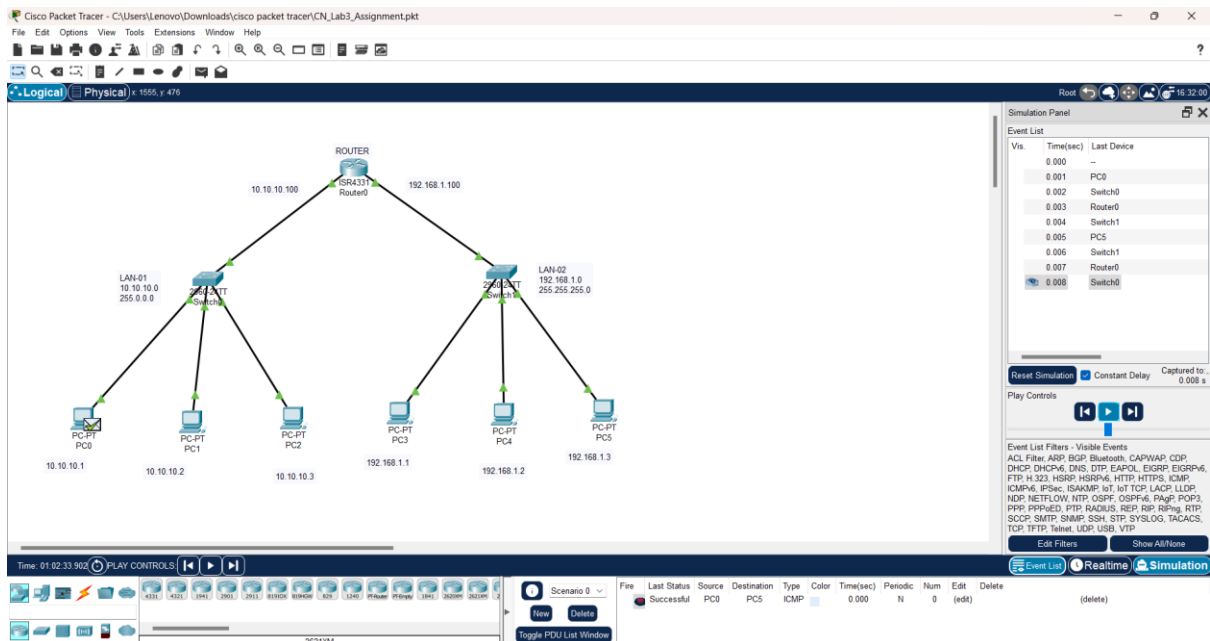 Cisco Packet Tracer - C:\Users\Lenovo\Downloads\cisco packet tracer\CN_Lab3_Assignment.pkt
File Edit Options View Tools Extensions Window Help
?
Logical Physical x: 1555, y: 476
Root 16:32:00
ROUTER
ISR4331
Router0
10.10.10.100
192.168.1.100
LAN-01
10.10.10.0
255.0.0.0
2960-24TT
Switch0
2960-24TT
Switch1
LAN-02
192.168.1.0
255.255.255.0
PC-PT
PC0
PC-PT
PC1
PC-PT
PC2
PC-PT
PC3
PC-PT
PC4
PC-PT
PC5
10.10.10.1
10.10.10.2
10.10.10.3
192.168.1.1
192.168.1.2
192.168.1.3
Simulation Panel
Event List
Vis. Time(sec) Last Device
0.000 --
0.001 PC0
0.002 Switch0
0.003 Router0
0.004 Switch1
0.005 PC5
0.006 Switch1
0.007 Router0
0.008 Switch0
Reset Simulation Constant Delay Captured to:
0.008 s
Play Controls
Event List Filters - Visible Events
ACL Filter, ARP, BGP, Bluetooth, CAPWAP, CDP,
DHCP, DHCPv6, DNS, DTP, EAPOL, EIGRP, EIGRPv6,
FTP, H.323, HSRP, HSRPv6, HTTP, HTTPS, ICMP,
ICMPv6, IPSec, ISAKMP, IoT, IoT TCP, LACP, LLDP,
NDP, NETFLOW, NTP, OSPF, OSPFv6, PAgP, POP3,
PPP, PPPoED, PTP, RADIUS, REP, RIP, RIPng, RTP,
SCCP, SMTP, SNMP, SSH, STP, SYSLOG, TACACS,
TCP, TFTP, Telnet, UDP, USB, VTP
Edit Filters Show All/None
Time: 01:02:33.902 PLAY CONTROLS:
Event List Realtime Simulation
4331 4321 1941 2901 2911 819IOX 819HGW 829 1240 PT-Router PT-Empty 1841 2620XM 2621XM 2
2621XM
Scenario 0
New Delete
Toggle PDU List Window
Fire Last Status Source Destination Type Color Time(sec) Periodic Num Edit Delete
Successful PC0 PC5 ICMP 0.000 N 0 (edit) (delete)